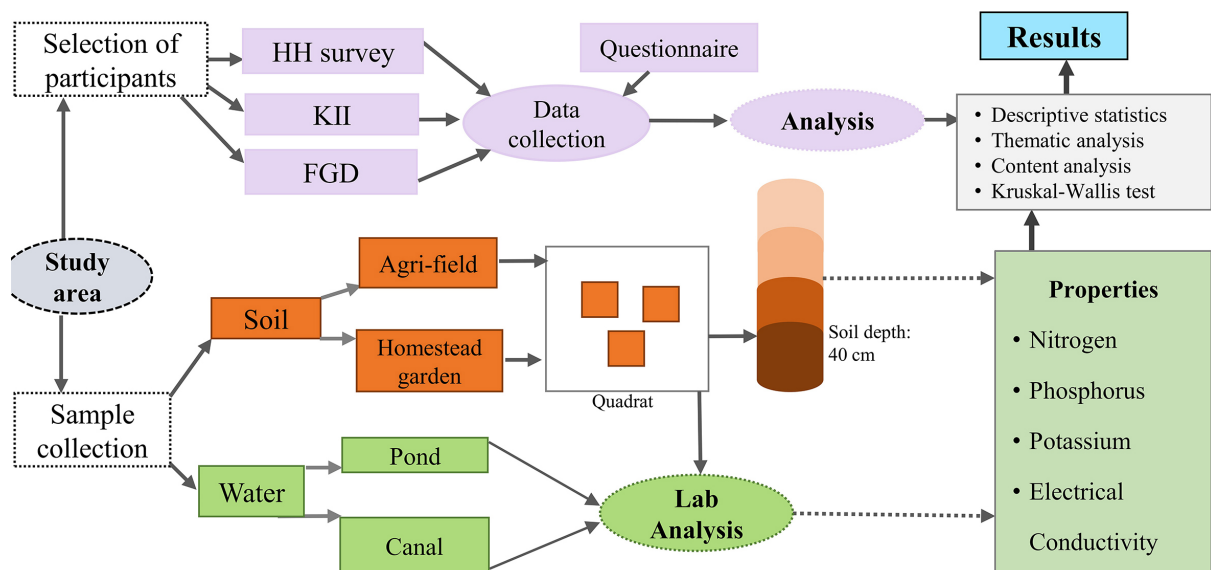 Selection of
participants
HH survey
KII
FGD
Questionnaire
Data
collection
Analysis
Results
• Descriptive statistics
• Thematic analysis
• Content analysis
• Kruskal-Wallis test
Study
area
Sample
collection
Soil
Agri-field
Homestead
garden
Quadrat
Soil depth:
40 cm
Water
Pond
Canal
Lab
Analysis
Properties
• Nitrogen
• Phosphorus
• Potassium
• Electrical
Conductivity